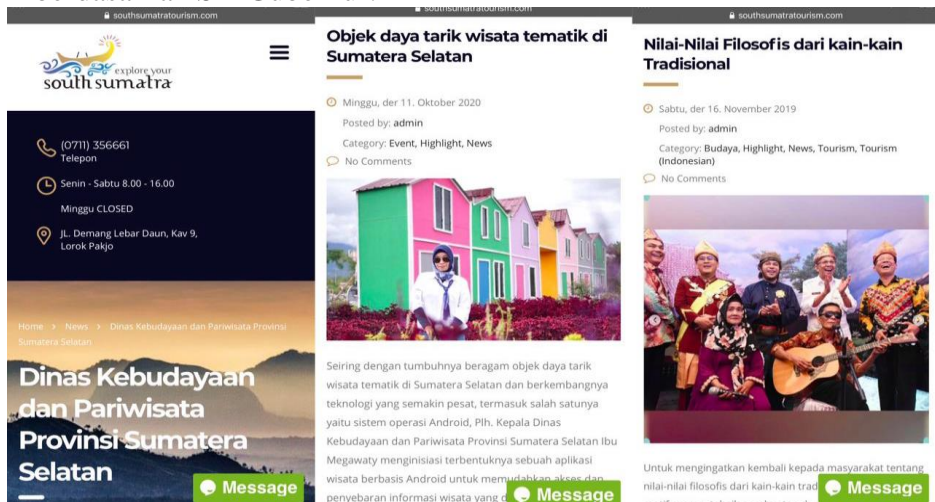 southsumatratourism.com
explore your
south sumatra
(0711) 356661
Telepon
Senin - Sabtu 8.00 - 16.00
Minggu CLOSED
JL. Demang Lebar Daun, Kav 9,
Lorok Pakjo
Home > News > Dinas Kebudayaan dan Pariwisata Provinsi
Sumatera Selatan
Dinas Kebudayaan
dan Pariwisata
Provinsi Sumatera
Selatan
Message
southsumatratourism.com
Objek daya tarik wisata tematik di
Sumatera Selatan
Minggu, der 11. Oktober 2020
Posted by: admin
Category: Event, Highlight, News
No Comments
Seiring dengan tumbuhnya beragam objek daya tarik
wisata tematik di Sumatera Selatan dan berkembangnya
teknologi yang semakin pesat, termasuk salah satunya
yaitu sistem operasi Android, Plh. Kepala Dinas
Kebudayaan dan Pariwisata Provinsi Sumatera Selatan Ibu
Megawaty menginisiasi terbentuknya sebuah aplikasi
wisata berbasis Android untuk memudahkan akses dan
penyebaran informasi wisata yang
Message
southsumatratourism.com
Nilai-Nilai Filosofis dari kain-kain
Tradisional
Sabtu, der 16. November 2019
Posted by: admin
Category: Budaya, Highlight, News, Tourism, Tourism
(Indonesian)
No Comments
Untuk mengingatkan kembali kepada masyarakat tentang
nilai-nilai filosofis dari kain-kain
Message